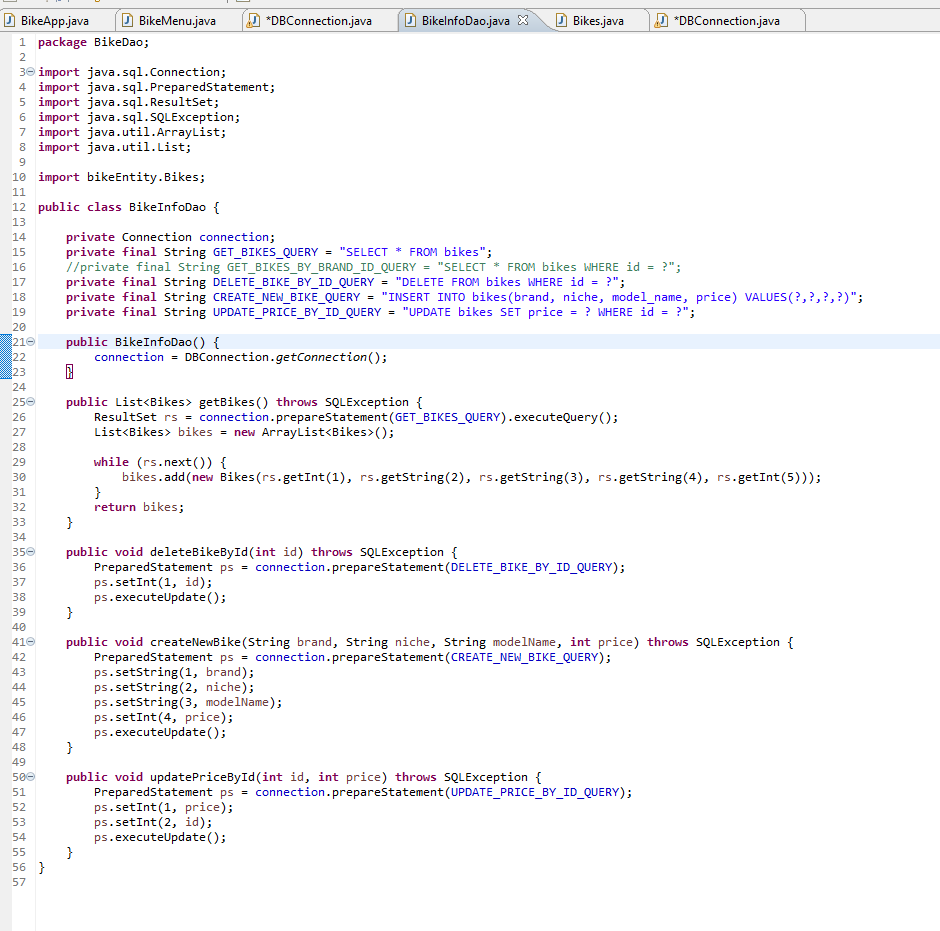 BikeApp.java BikeMenu.java *DBConnection.java BikeInfoDao.java Bikes.java *DBConnection.java
1 package BikeDao;
2
3 import java.sql.Connection;
4 import java.sql.PreparedStatement;
5 import java.sql.ResultSet;
6 import java.sql.SQLException;
7 import java.util.ArrayList;
8 import java.util.List;
9
10 import bikeEntity.Bikes;
11
12 public class BikeInfoDao {
13
14     private Connection connection;
15     private final String GET_BIKES_QUERY = "SELECT * FROM bikes";
16     //private final String GET_BIKES_BY_BRAND_ID_QUERY = "SELECT * FROM bikes WHERE id = ?";
17     private final String DELETE_BIKE_BY_ID_QUERY = "DELETE FROM bikes WHERE id = ?";
18     private final String CREATE_NEW_BIKE_QUERY = "INSERT INTO bikes(brand, niche, model_name, price) VALUES(?,?,?,?)";
19     private final String UPDATE_PRICE_BY_ID_QUERY = "UPDATE bikes SET price = ? WHERE id = ?";
20
21     public BikeInfoDao() {
22         connection = DBConnection.getConnection();
23     }
24
25     public List<Bikes> getBikes() throws SQLException {
26         ResultSet rs = connection.prepareStatement(GET_BIKES_QUERY).executeQuery();
27         List<Bikes> bikes = new ArrayList<Bikes>();
28
29         while (rs.next()) {
30             bikes.add(new Bikes(rs.getInt(1), rs.getString(2), rs.getString(3), rs.getString(4), rs.getInt(5)));
31         }
32         return bikes;
33     }
34
35     public void deleteBikeById(int id) throws SQLException {
36         PreparedStatement ps = connection.prepareStatement(DELETE_BIKE_BY_ID_QUERY);
37         ps.setInt(1, id);
38         ps.executeUpdate();
39     }
40
41     public void createNewBike(String brand, String niche, String modelName, int price) throws SQLException {
42         PreparedStatement ps = connection.prepareStatement(CREATE_NEW_BIKE_QUERY);
43         ps.setString(1, brand);
44         ps.setString(2, niche);
45         ps.setString(3, modelName);
46         ps.setInt(4, price);
47         ps.executeUpdate();
48     }
49
50     public void updatePriceById(int id, int price) throws SQLException {
51         PreparedStatement ps = connection.prepareStatement(UPDATE_PRICE_BY_ID_QUERY);
52         ps.setInt(1, price);
53         ps.setInt(2, id);
54         ps.executeUpdate();
55     }
56 }
57